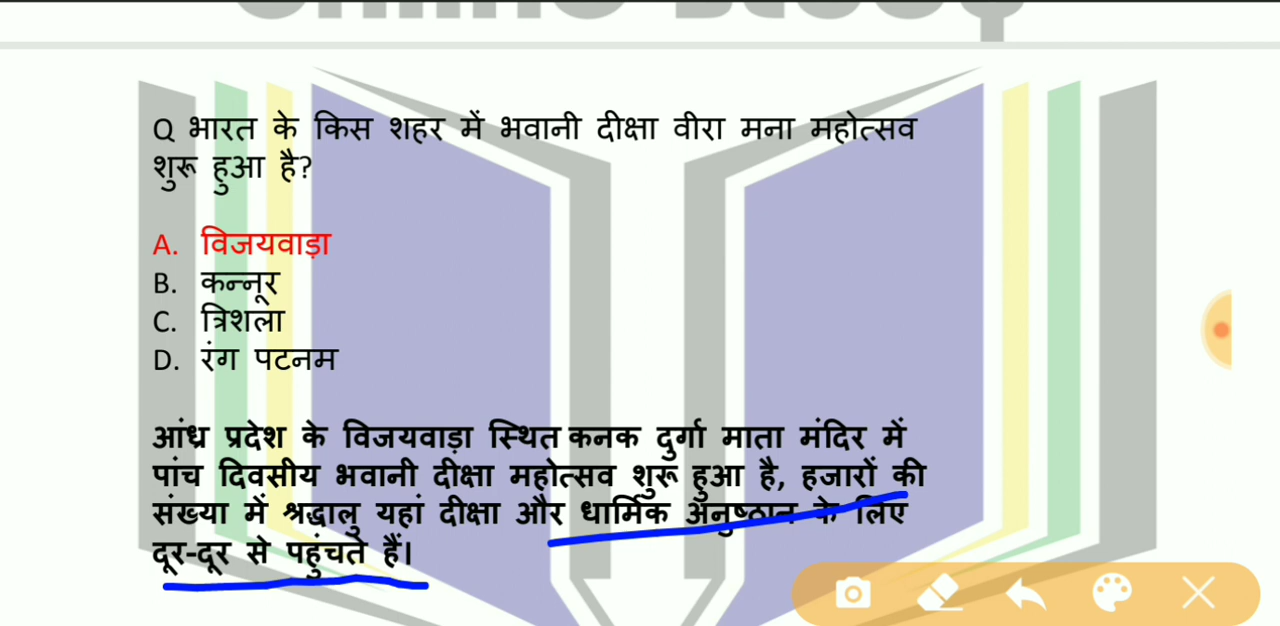 Q भारत के किस शहर में भवानी दीक्षा वीरा मना महोत्सव
शुरू हुआ है?
A. विजयवाड़ा
B. कन्नूर
C. त्रिशला
D. रंग पटनम
आंध्र प्रदेश के विजयवाड़ा स्थित कनक दुर्गा माता मंदिर में
पांच दिवसीय भवानी दीक्षा महोत्सव शुरू हुआ है, हजारों की
संख्या में श्रद्धालु यहां दीक्षा और धार्मिक अनुष्ठान के लिए
दूर-दूर से पहुंचते हैं।